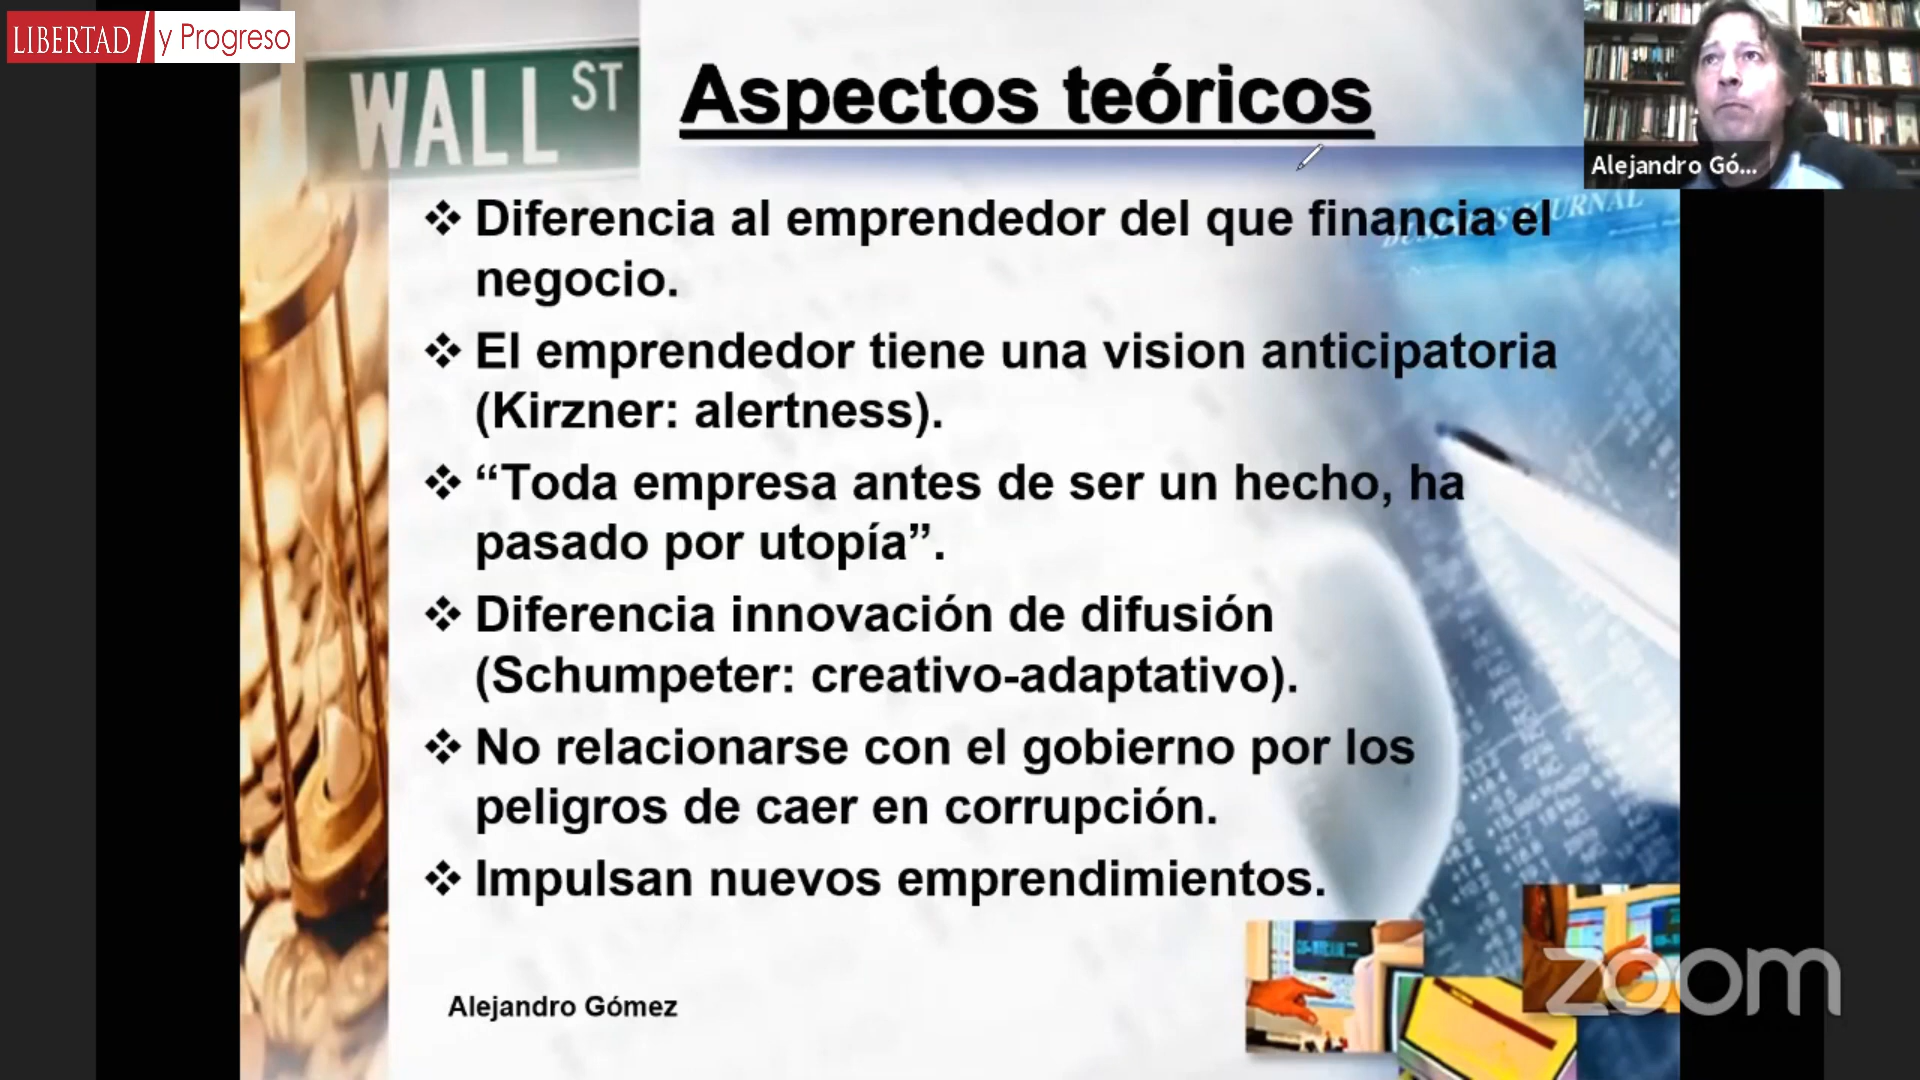 LIBERTAD y Progreso
WALL ST
Aspectos teóricos
Alejandro Gó...
BUSINESS JOURNAL
❖ Diferencia al emprendedor del que financia el
negocio.
❖ El emprendedor tiene una vision anticipatoria
(Kirzner: alertness).
❖ “Toda empresa antes de ser un hecho, ha
pasado por utopía”.
❖ Diferencia innovación de difusión
(Schumpeter: creativo-adaptativo).
❖ No relacionarse con el gobierno por los
peligros de caer en corrupción.
❖ Impulsan nuevos emprendimientos.
Alejandro Gómez
zoom